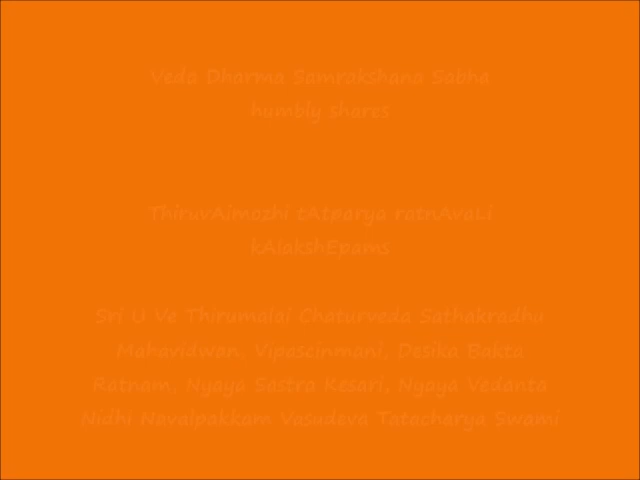 Veda Dharma Samrakshana Sabha
humbly shares
ThiruvAimozhi tAtparya ratnAvaLi
kAlakshEpams
Sri U Ve Thirumalai Chaturveda Sathakradhu
Mahavidwan, Vipascinmani, Desika Bakta
Ratnam, Nyaya Sastra Kesari, Nyaya Vedanta
Nidhi Navalpakkam Vasudeva Tatacharya Swami